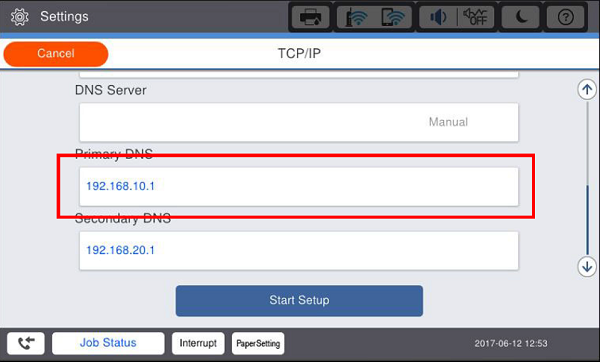 Settings
OFF
Cancel
TCP/IP
DNS Server
Manual
Primary DNS
192.168.10.1
Secondary DNS
192.168.20.1
Start Setup
Job Status Interrupt PaperSetting 2017-06-12 12:53